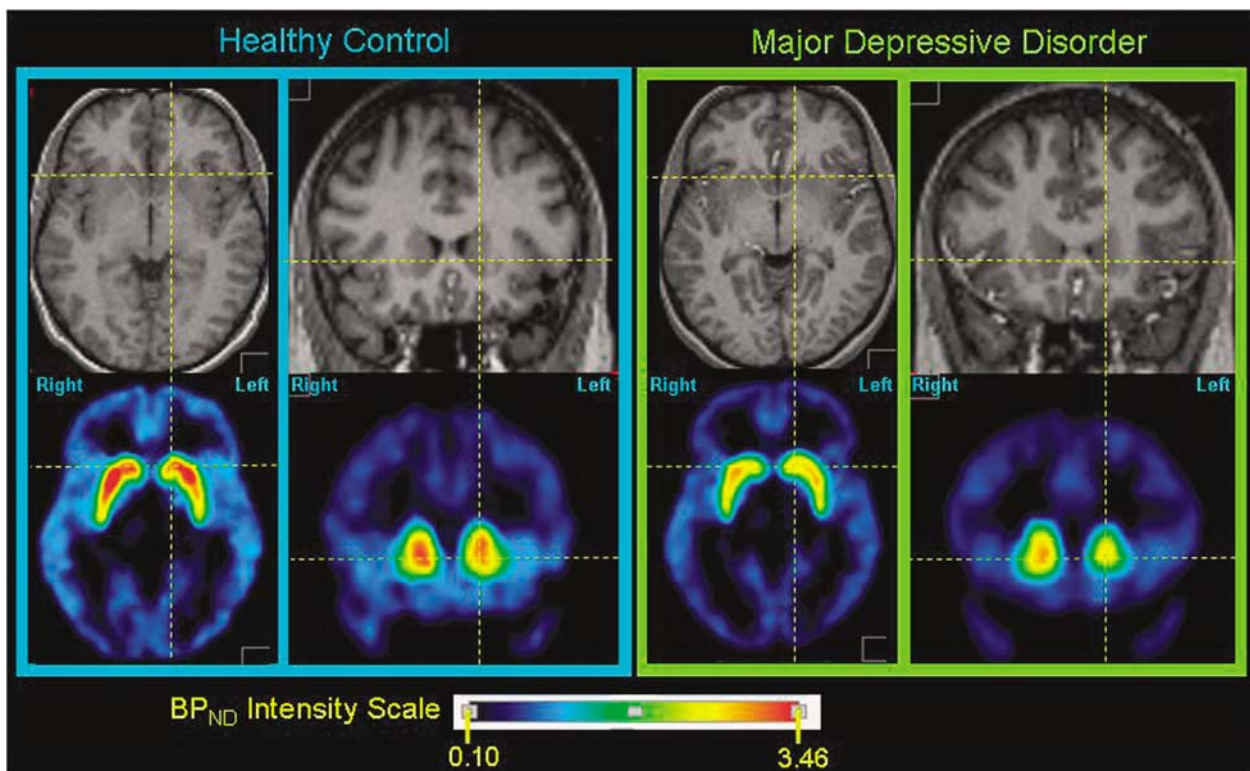 Healthy Control
Major Depressive Disorder
Right
Left
Right
Left
Right
Left
Right
Left
BPND Intensity Scale
0.10
3.46